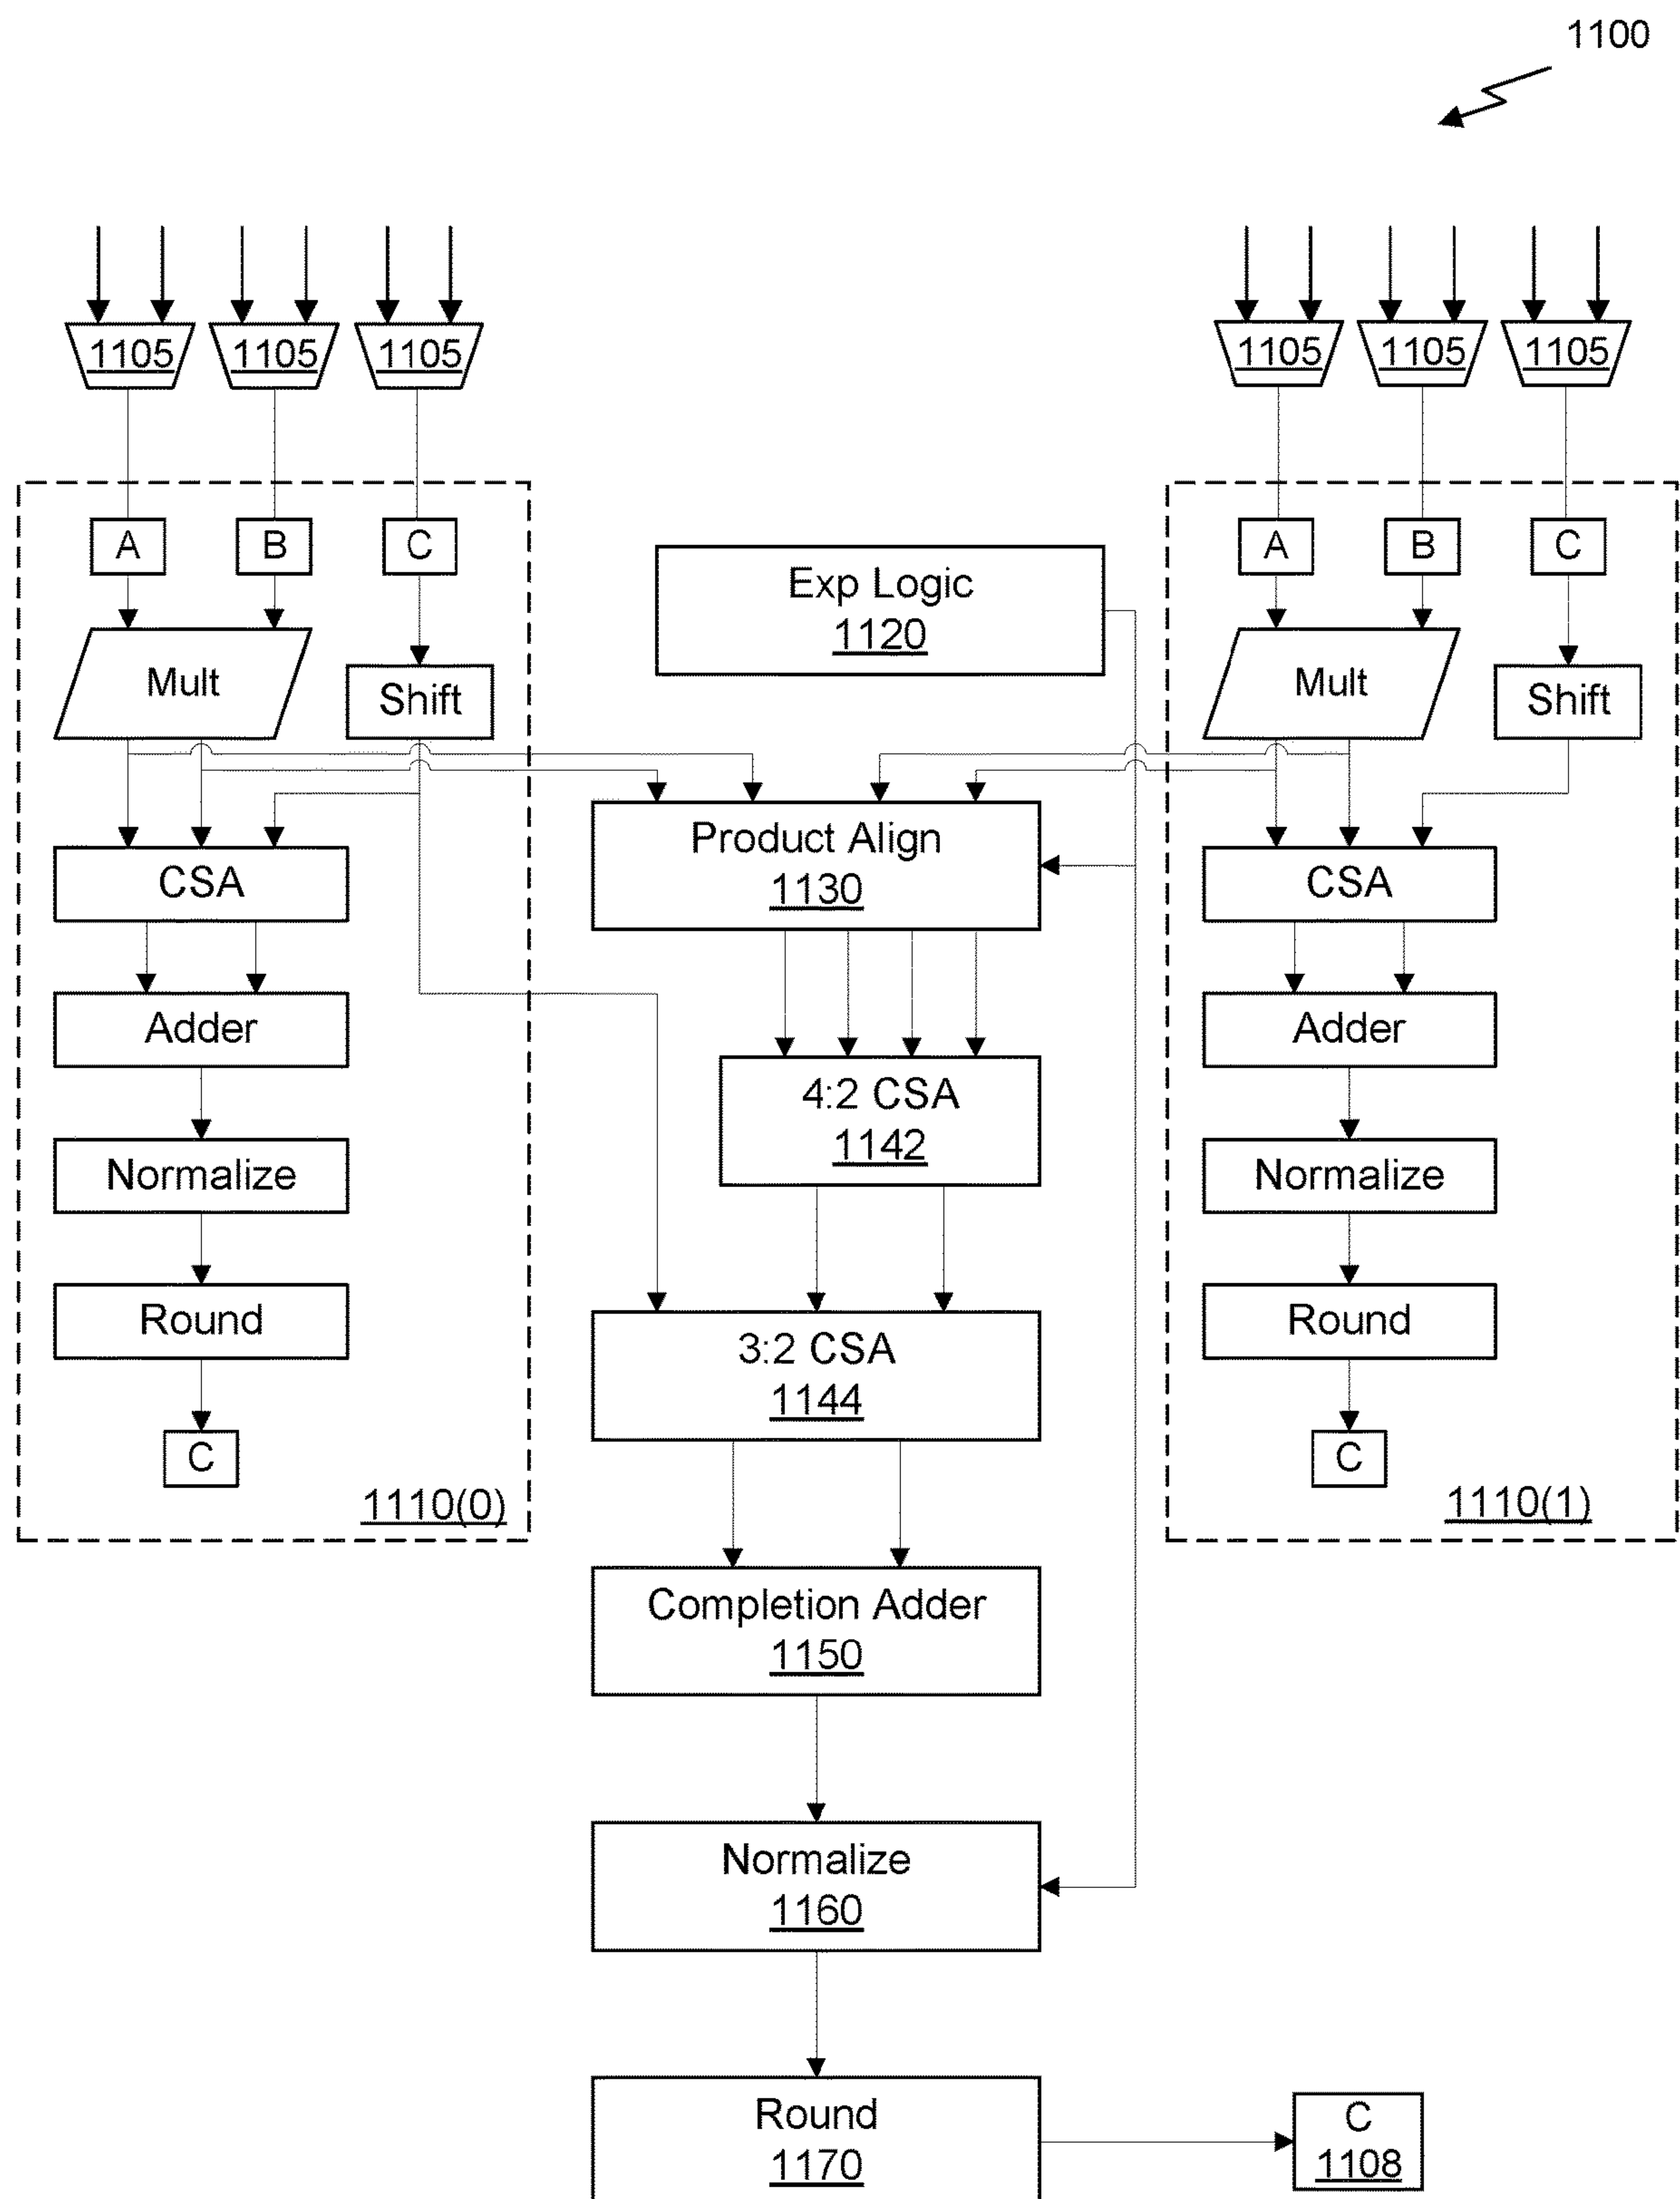 1100
1105 1105 1105 1105 1105 1105
A B C A B C
Exp Logic
1120
Mult Shift Mult Shift
Product Align
1130
CSA CSA
Adder Adder
4:2 CSA
1142
Normalize Normalize
Round Round
3:2 CSA
1144
C C
1110(0) 1110(1)
Completion Adder
1150
Normalize
1160
Round
1170
C
1108